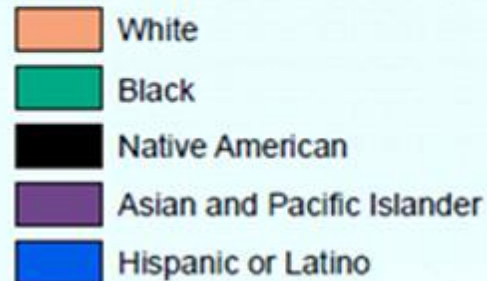 White
Black
Native American
Asian and Pacific Islander
Hispanic or Latino